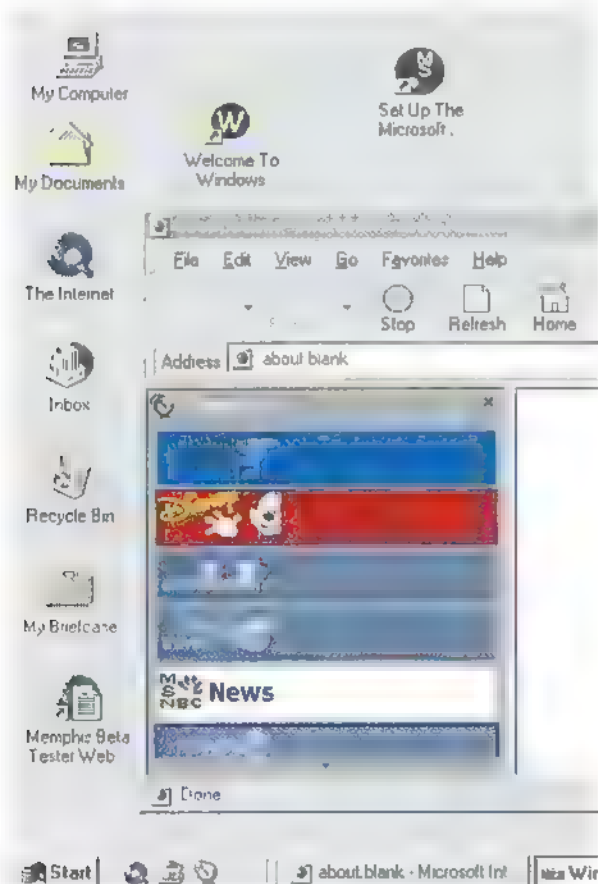 My Computer
Set Up The
Microsoft .
Welcome To
Windows
My Documents
The Internet
File Edit View Go Favorites Help
Stop Refresh Home
Address about:blank
Inbox
Recycle Bin
My Briefcase
MSNBC News
Memphis Beta
Tester Web
Done
Start
about:blank - Microsoft Int
Win